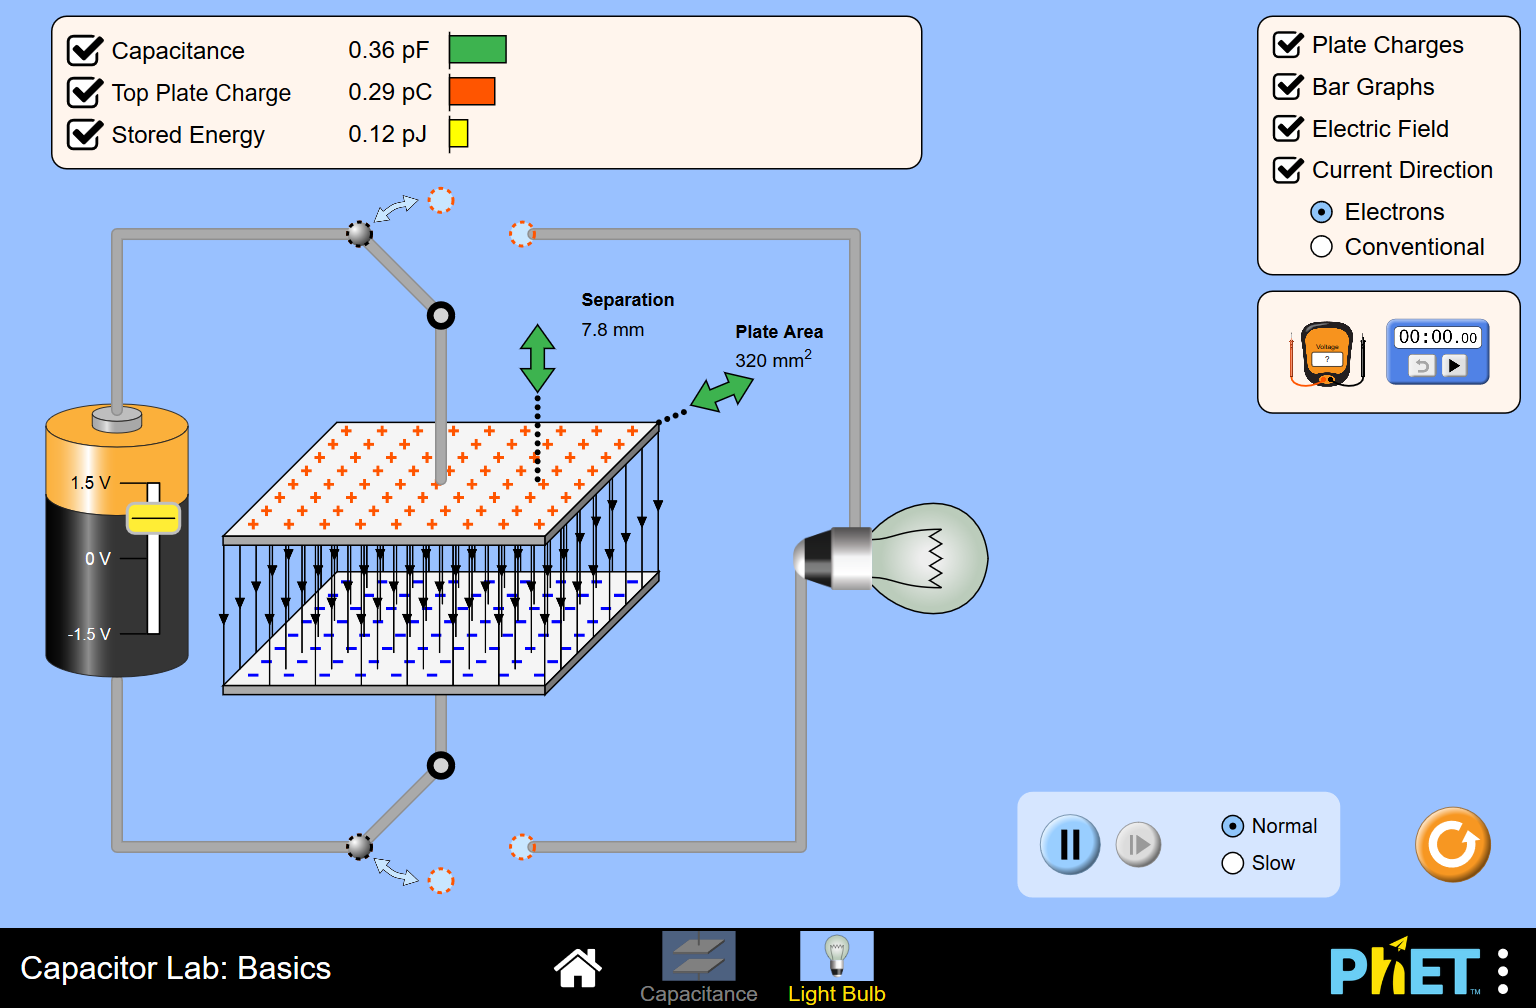 Capacitance 0.36 pF
Top Plate Charge 0.29 pC
Stored Energy 0.12 pJ
Plate Charges
Bar Graphs
Electric Field
Current Direction
Electrons
Conventional
Voltage
?
00:00.00
Separation
7.8 mm
Plate Area
320 mm²
1.5 V
0 V
-1.5 V
Normal
Slow
Capacitor Lab: Basics
Capacitance
Light Bulb
PhET™